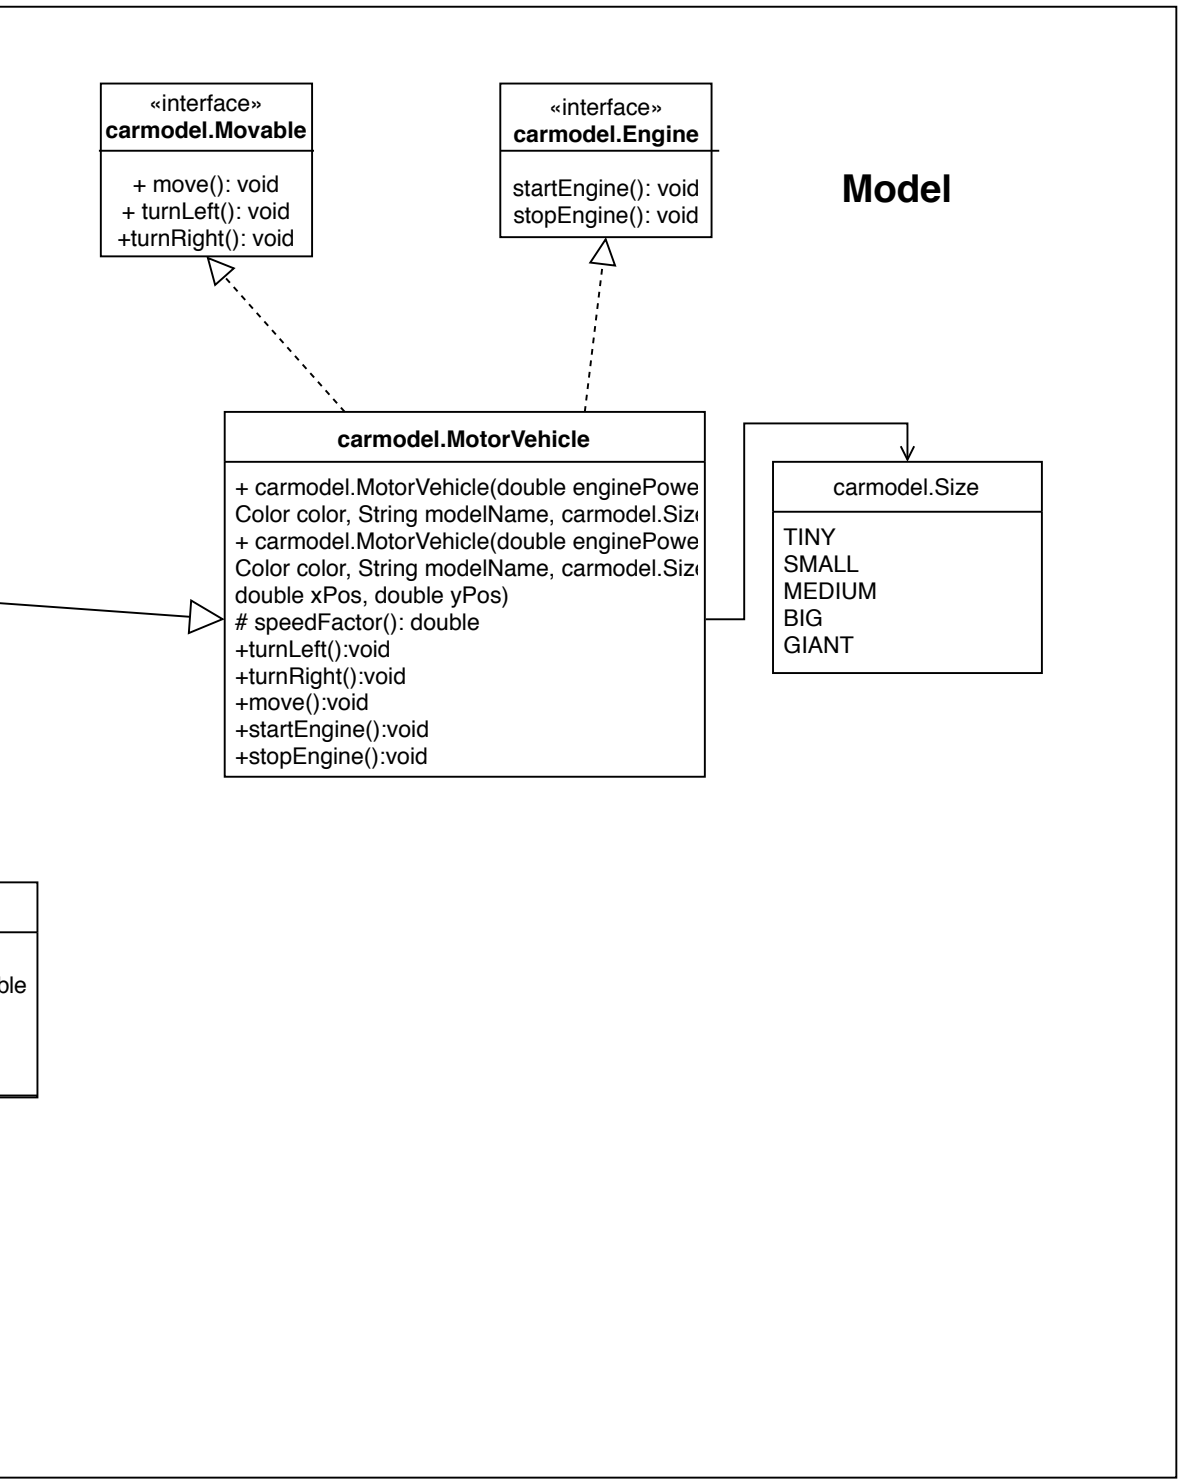 «interface»
carmodel.Movable
+ move(): void
+ turnLeft(): void
+turnRight(): void
«interface»
carmodel.Engine
startEngine(): void
stopEngine(): void
Model
carmodel.MotorVehicle
+ carmodel.MotorVehicle(double enginePowe
Color color, String modelName, carmodel.Size
+ carmodel.MotorVehicle(double enginePowe
Color color, String modelName, carmodel.Size
double xPos, double yPos)
# speedFactor(): double
+turnLeft():void
+turnRight():void
+move():void
+startEngine():void
+stopEngine():void
carmodel.Size
TINY
SMALL
MEDIUM
BIG
GIANT